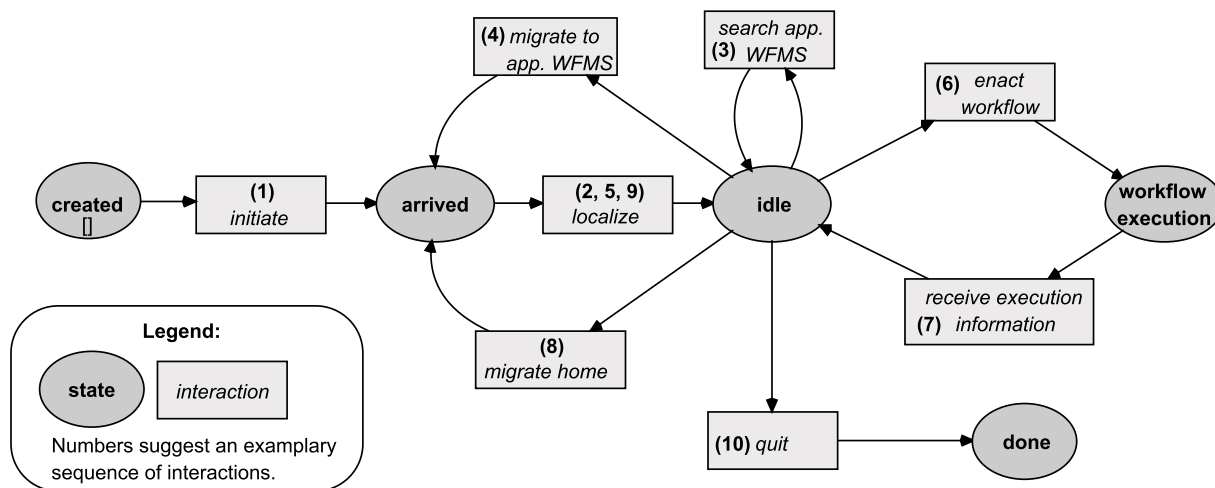 (4) migrate to
app. WFMS
search app.
(3) WFMS
(6) enact
workflow
created
[]
(1)
initiate
arrived
(2, 5, 9)
localize
idle
workflow
execution
receive execution
(7) information
(8)
migrate home
(10) quit
done
Legend:
state
interaction
Numbers suggest an examplary
sequence of interactions.